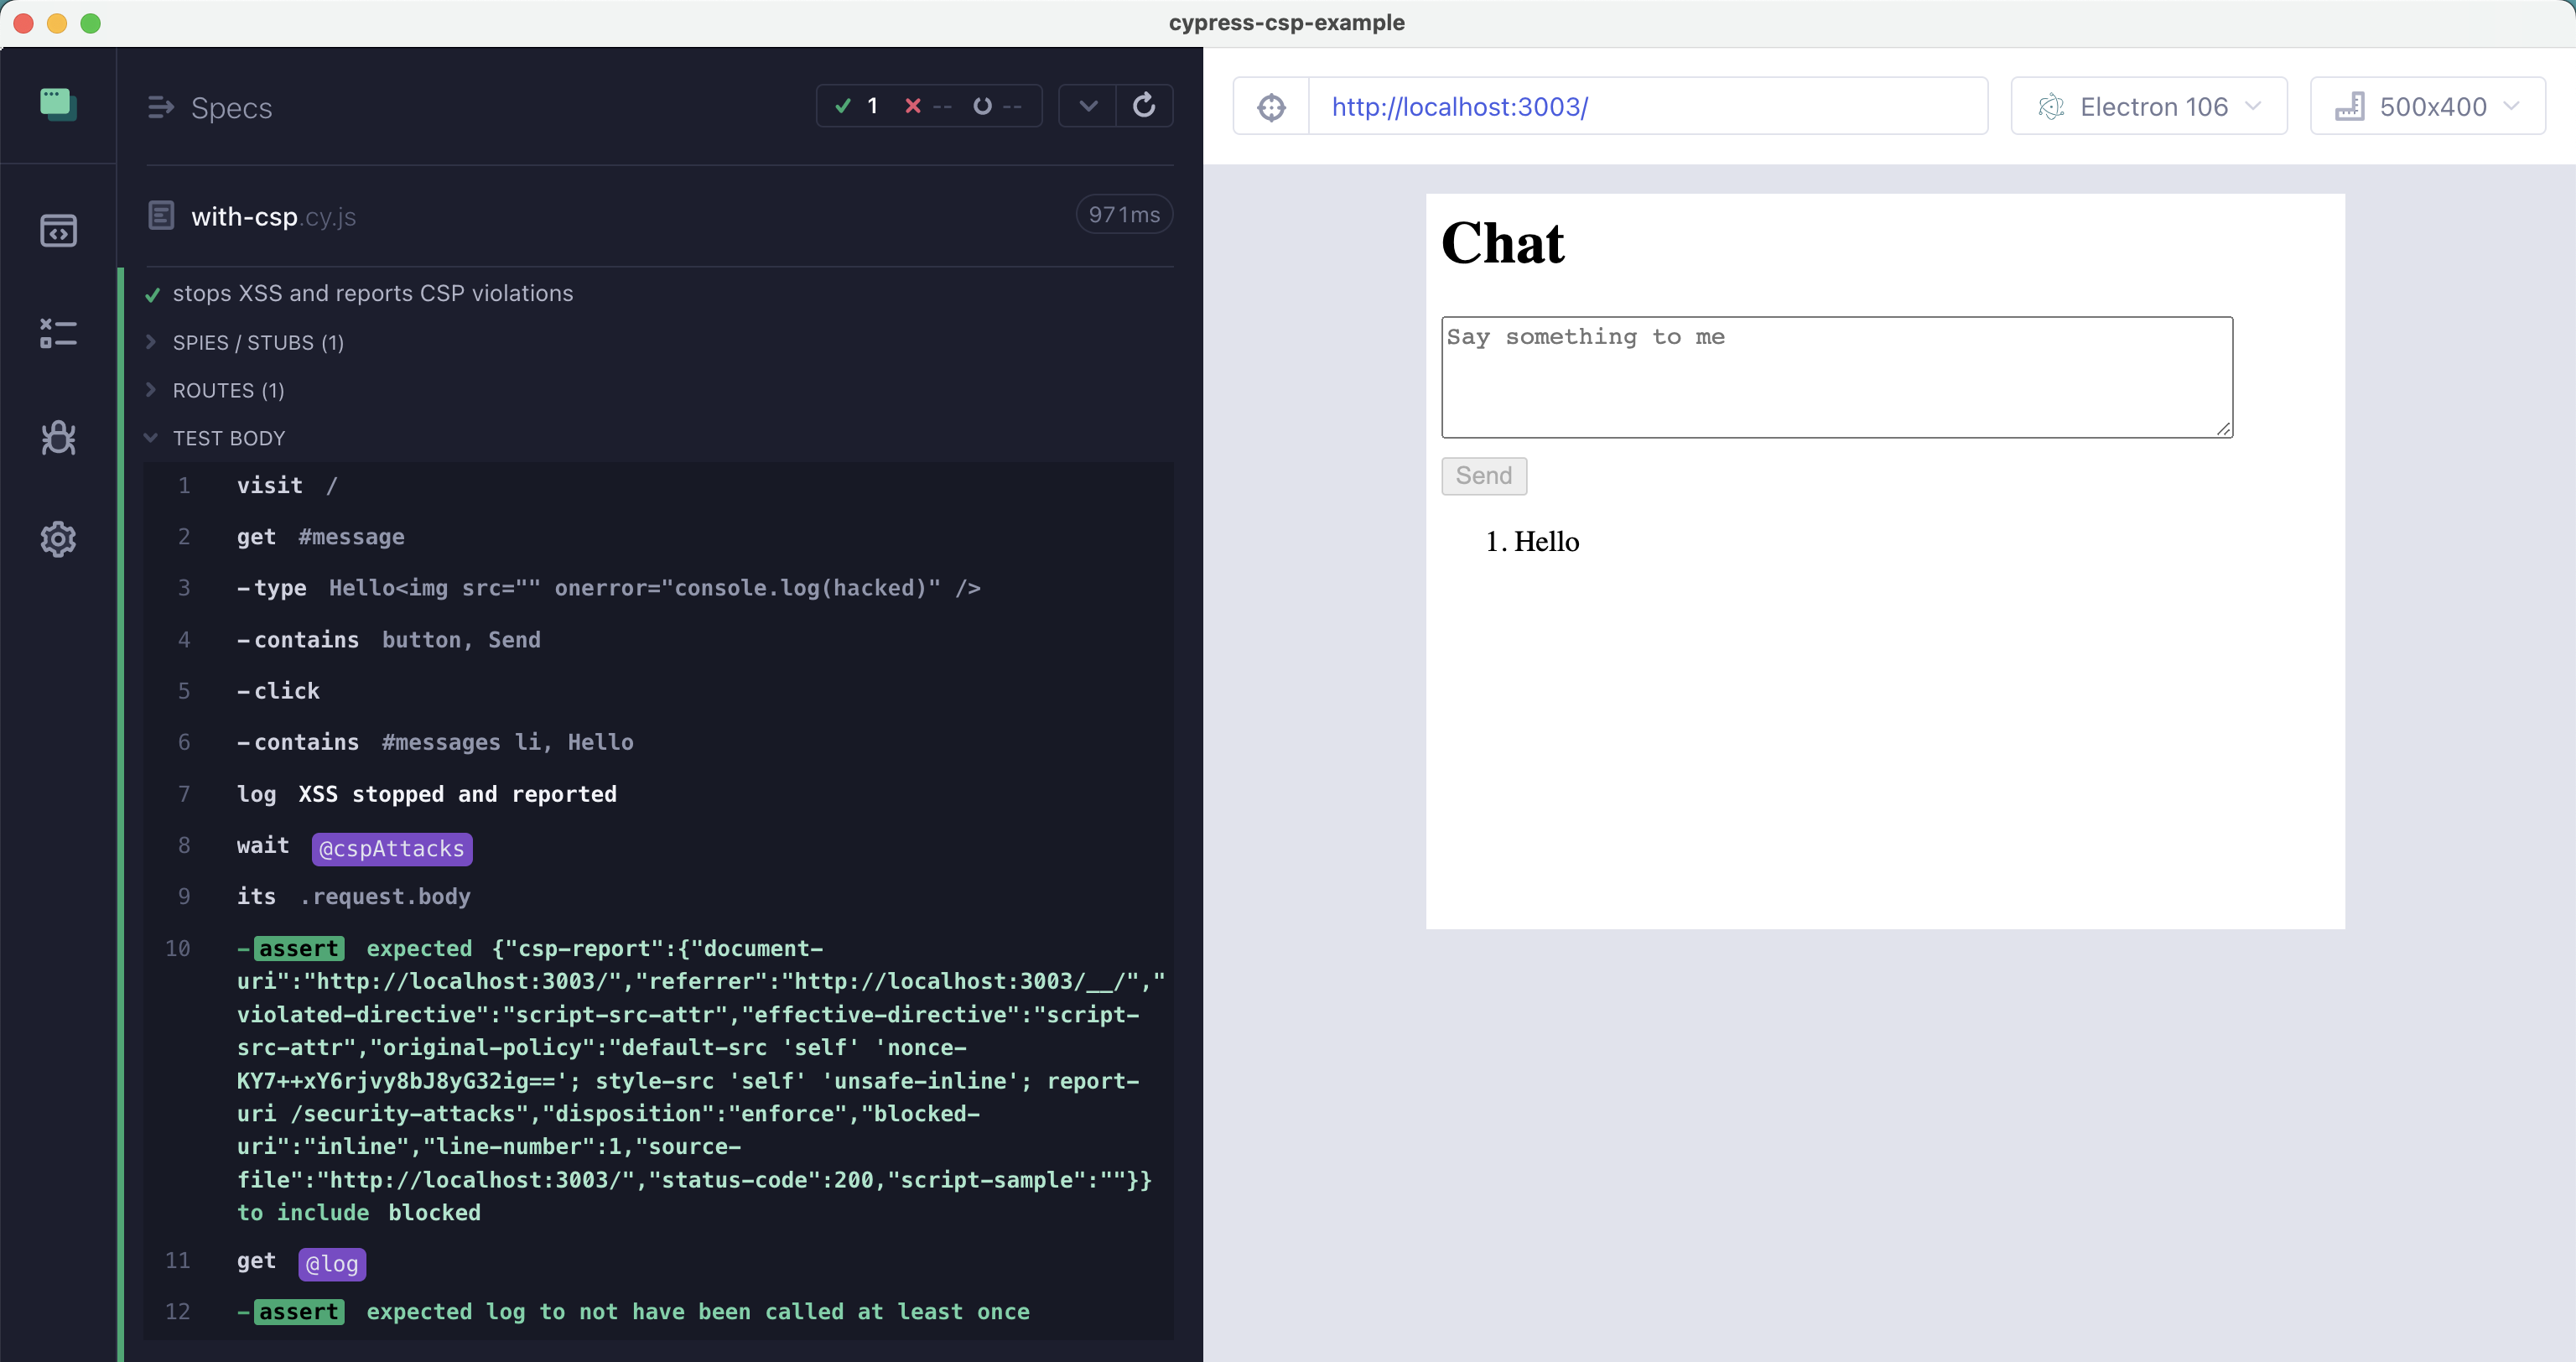 cypress-csp-example
Specs
1 -- --
with-csp.cy.js
971ms
stops XSS and reports CSP violations
SPIES / STUBS (1)
ROUTES (1)
TEST BODY
1 visit /
2 get #message
3 -type Hello<img src="" onerror="console.log(hacked)" />
4 -contains button, Send
5 -click
6 -contains #messages li, Hello
7 log XSS stopped and reported
8 wait @cspAttacks
9 its .request.body
10 -assert expected {"csp-report":{"document-
uri":"http://localhost:3003/","referrer":"http://localhost:3003/__/","
violated-directive":"script-src-attr","effective-directive":"script-
src-attr","original-policy":"default-src 'self' 'nonce-
KY7++xY6rjvy8bJ8yG32ig=='; style-src 'self' 'unsafe-inline'; report-
uri /security-attacks","disposition":"enforce","blocked-
uri":"inline","line-number":1,"source-
file":"http://localhost:3003/","status-code":200,"script-sample":""}}
to include blocked
11 get @log
12 -assert expected log to not have been called at least once
http://localhost:3003/
Electron 106
500x400
Chat
Say something to me
Send
1. Hello